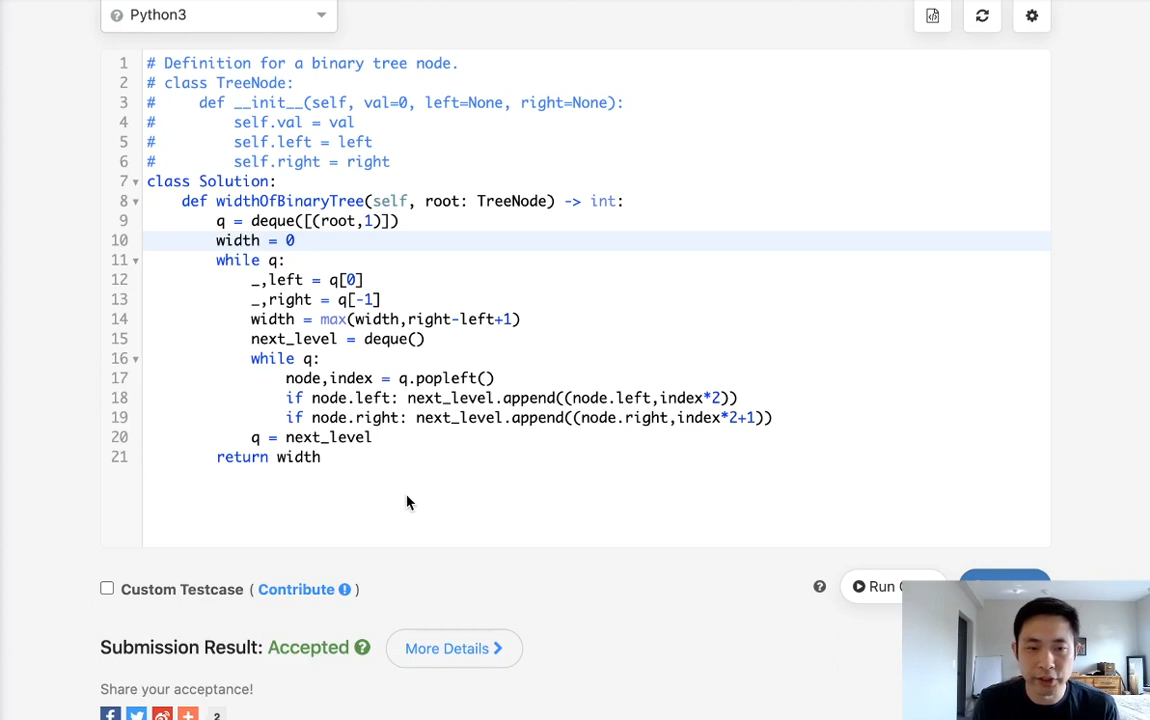 Python3
1 # Definition for a binary tree node.
2 # class TreeNode:
3 #     def __init__(self, val=0, left=None, right=None):
4 #         self.val = val
5 #         self.left = left
6 #         self.right = right
7 class Solution:
8     def widthOfBinaryTree(self, root: TreeNode) -> int:
9         q = deque([(root,1)])
10         width = 0
11         while q:
12             _,left = q[0]
13             _,right = q[-1]
14             width = max(width,right-left+1)
15             next_level = deque()
16             while q:
17                 node,index = q.popleft()
18                 if node.left: next_level.append((node.left,index*2))
19                 if node.right: next_level.append((node.right,index*2+1))
20             q = next_level
21         return width
Custom Testcase ( Contribute )
Run
Submission Result: Accepted
More Details
Share your acceptance!
2